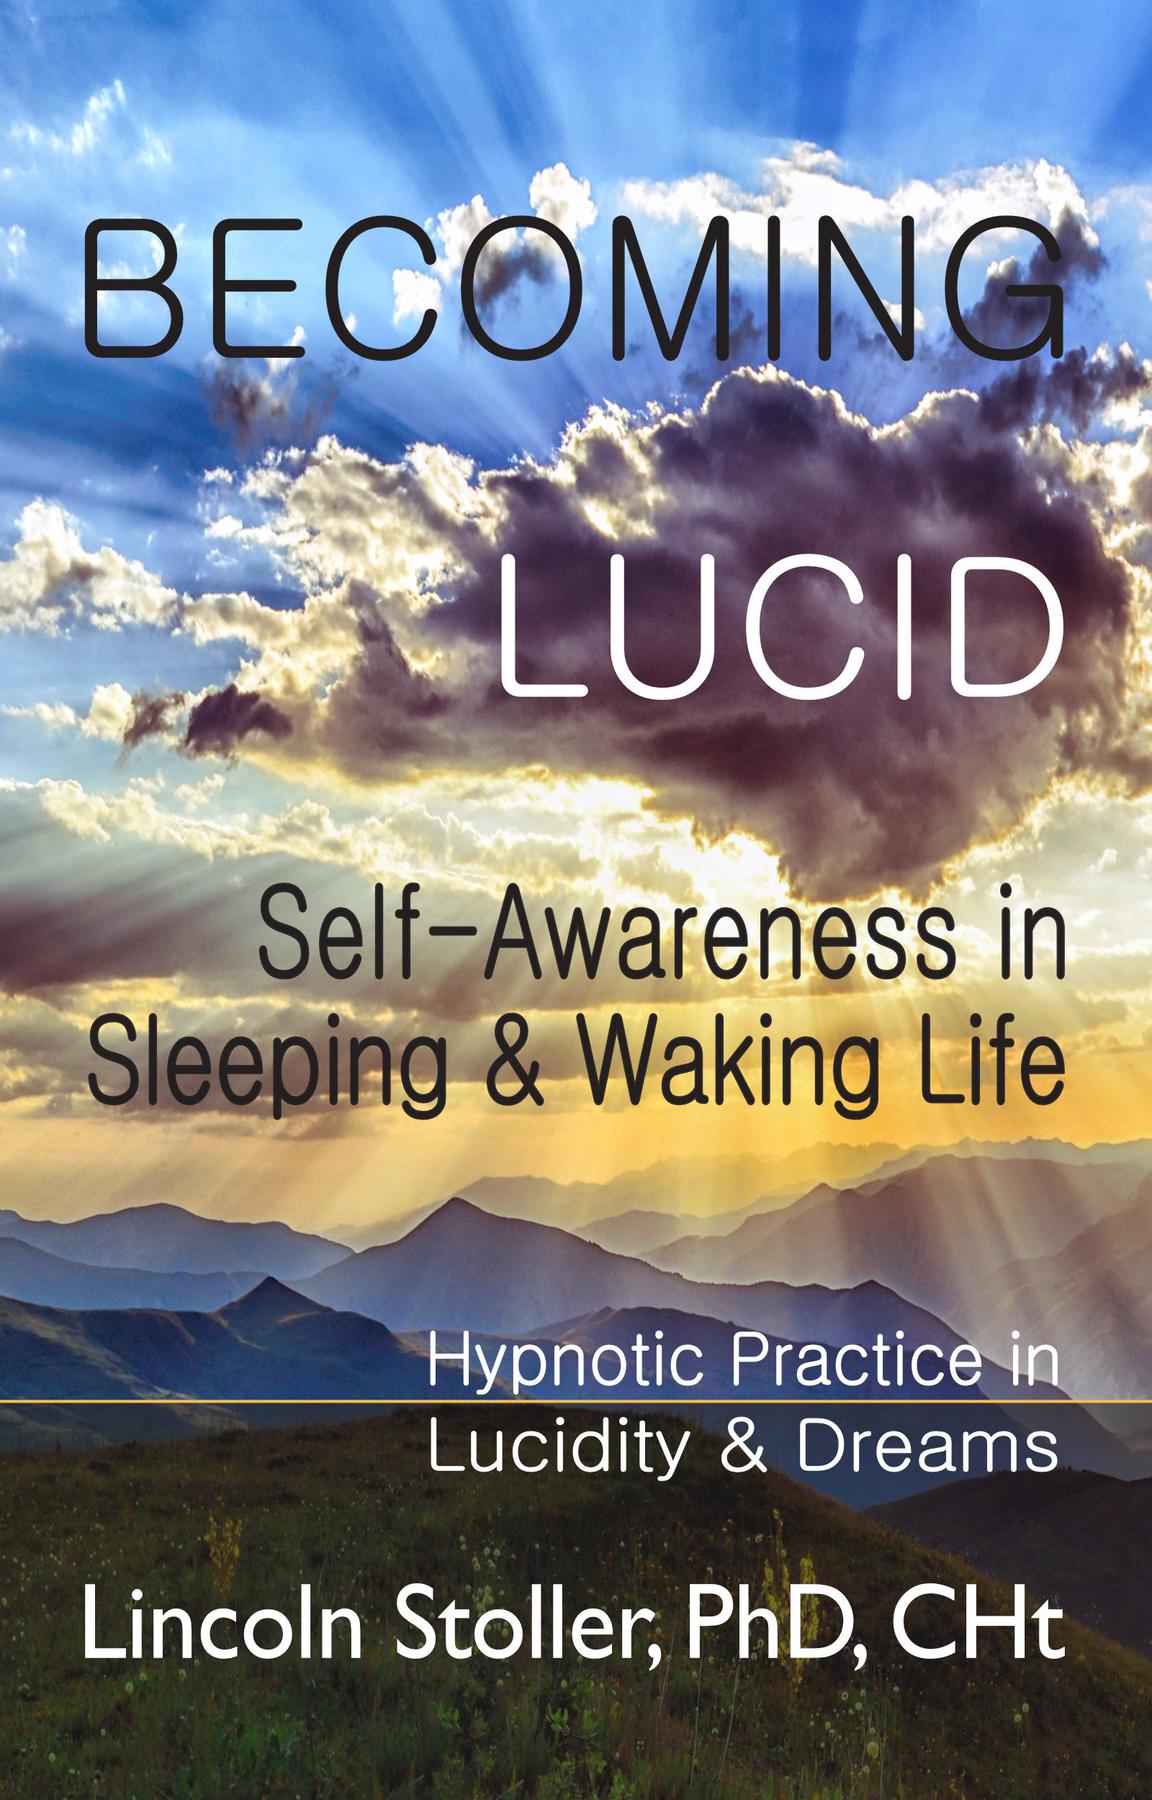 BECOMING
LUCID
Self-Awareness in
Sleeping & Waking Life
Hypnotic Practice in
Lucidity & Dreams
Lincoln Stoller, PhD, CHt